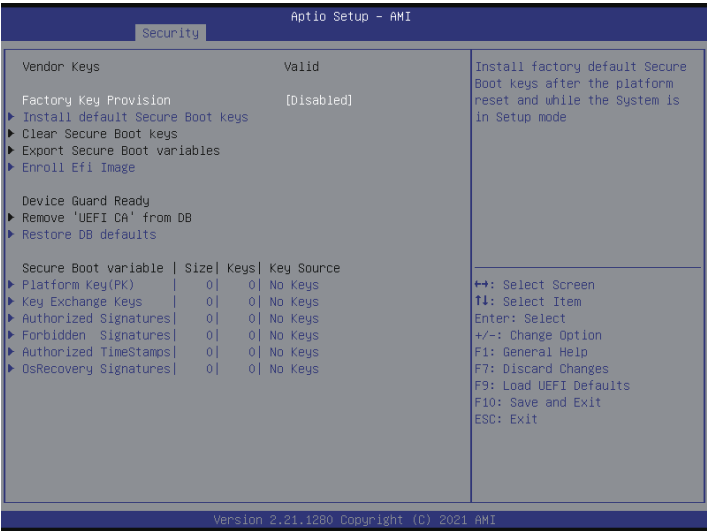 Aptio Setup - AMI
Security
Vendor Keys Valid
Factory Key Provision [Disabled]
▶ Install default Secure Boot keys
▶ Clear Secure Boot keys
▶ Export Secure Boot variables
▶ Enroll Efi Image
Device Guard Ready
▶ Remove 'UEFI CA' from DB
▶ Restore DB defaults
Secure Boot variable | Size| Keys| Key Source
▶ Platform Key(PK) | 0| 0| No Keys
▶ Key Exchange Keys | 0| 0| No Keys
▶ Authorized Signatures| 0| 0| No Keys
▶ Forbidden Signatures| 0| 0| No Keys
▶ Authorized TimeStamps| 0| 0| No Keys
▶ OsRecovery Signatures| 0| 0| No Keys
Install factory default Secure
Boot keys after the platform
reset and while the System is
in Setup mode
↔: Select Screen
↑↓: Select Item
Enter: Select
+/-: Change Option
F1: General Help
F7: Discard Changes
F9: Load UEFI Defaults
F10: Save and Exit
ESC: Exit
Version 2.21.1280 Copyright (C) 2021 AMI